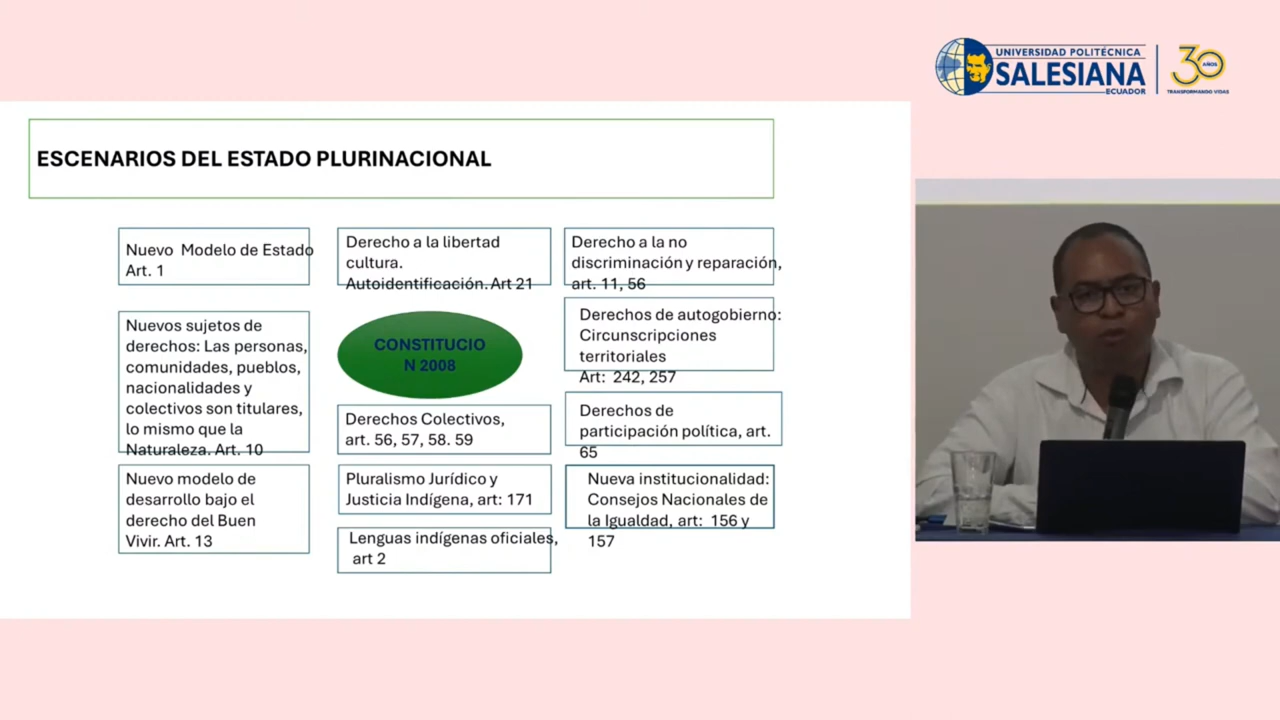 UNIVERSIDAD POLITÉCNICA
SALESIANA
ECUADOR
30
AÑOS
TRANSFORMANDO VIDAS
ESCENARIOS DEL ESTADO PLURINACIONAL
Nuevo Modelo de Estado
Art. 1
Nuevos sujetos de
derechos: Las personas,
comunidades, pueblos,
nacionalidades y
colectivos son titulares,
lo mismo que la
Naturaleza. Art. 10
Nuevo modelo de
desarrollo bajo el
derecho del Buen
Vivir. Art. 13
Derecho a la libertad
cultura.
Autoidentificación. Art 21
CONSTITUCIO
N 2008
Derechos Colectivos,
art. 56, 57, 58. 59
Pluralismo Jurídico y
Justicia Indígena, art: 171
Lenguas indígenas oficiales,
art 2
Derecho a la no
discriminación y reparación,
art. 11, 56
Derechos de autogobierno:
Circunscripciones
territoriales
Art: 242, 257
Derechos de
participación política, art.
65
Nueva institucionalidad:
Consejos Nacionales de
la Igualdad, art: 156 y
157